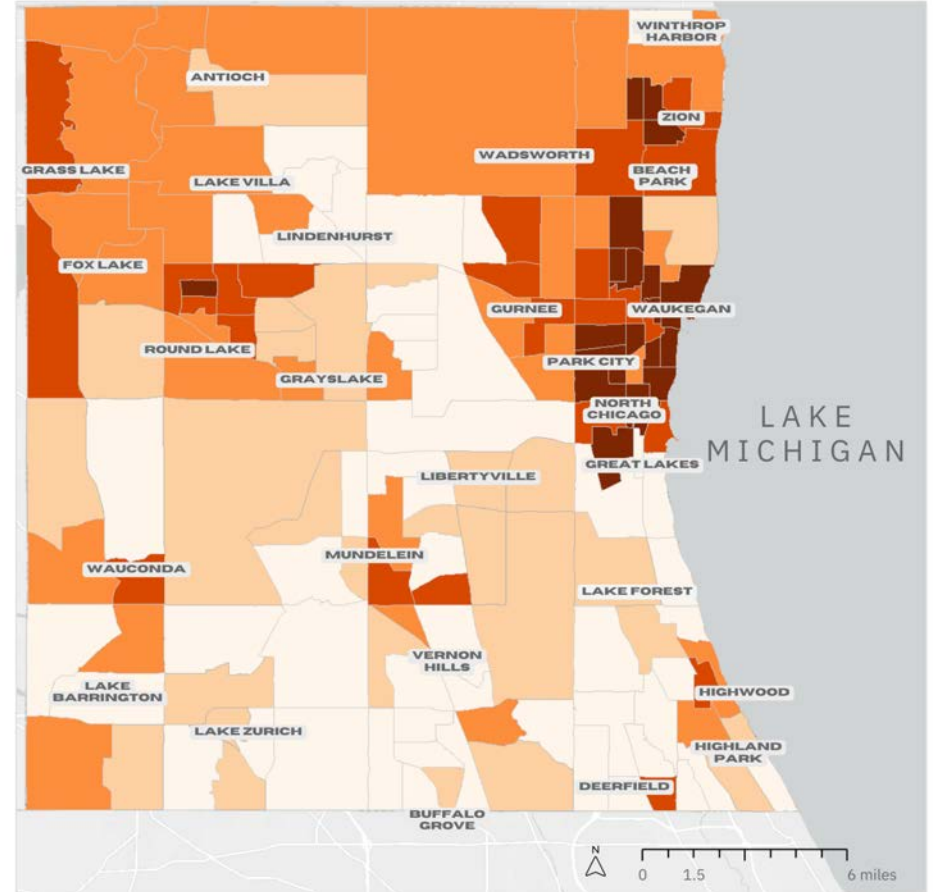 WINTHROP
HARBOR
ANTIOCH
ZION
WADSWORTH
BEACH
PARK
GRASS LAKE
LAKE VILLA
LINDENHURST
FOX LAKE
GURNEE
WAUKEGAN
ROUND LAKE
PARK CITY
GRAYSLAKE
NORTH
CHICAGO
LAKE
MICHIGAN
GREAT LAKES
LIBERTYVILLE
MUNDELEIN
WAUCONDA
LAKE FOREST
VERNON
HILLS
LAKE
BARRINGTON
HIGHWOOD
LAKE ZURICH
HIGHLAND
PARK
DEERFIELD
BUFFALO
GROVE
N
0 1.5 6 miles